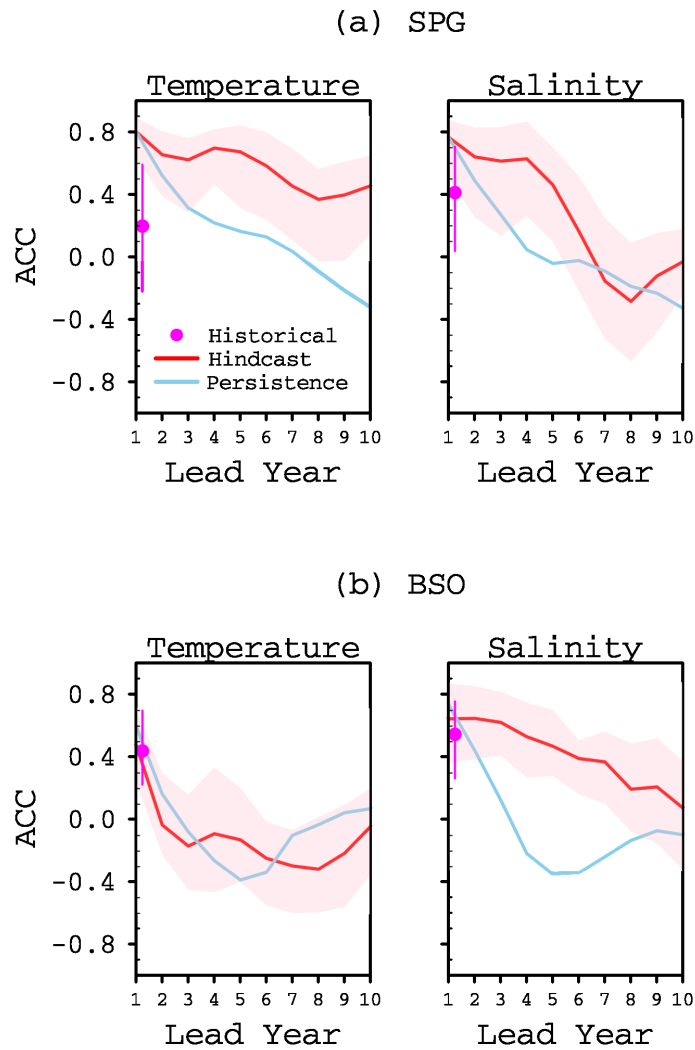 (a) SPG
Temperature Salinity
ACC
0.8
0.4
0.0
-0.4
-0.8
Historical
Hindcast
Persistence
1 2 3 4 5 6 7 8 9 10 1 2 3 4 5 6 7 8 9 10
Lead Year Lead Year
(b) BSO
Temperature Salinity
ACC
0.8
0.4
0.0
-0.4
-0.8
1 2 3 4 5 6 7 8 9 10 1 2 3 4 5 6 7 8 9 10
Lead Year Lead Year